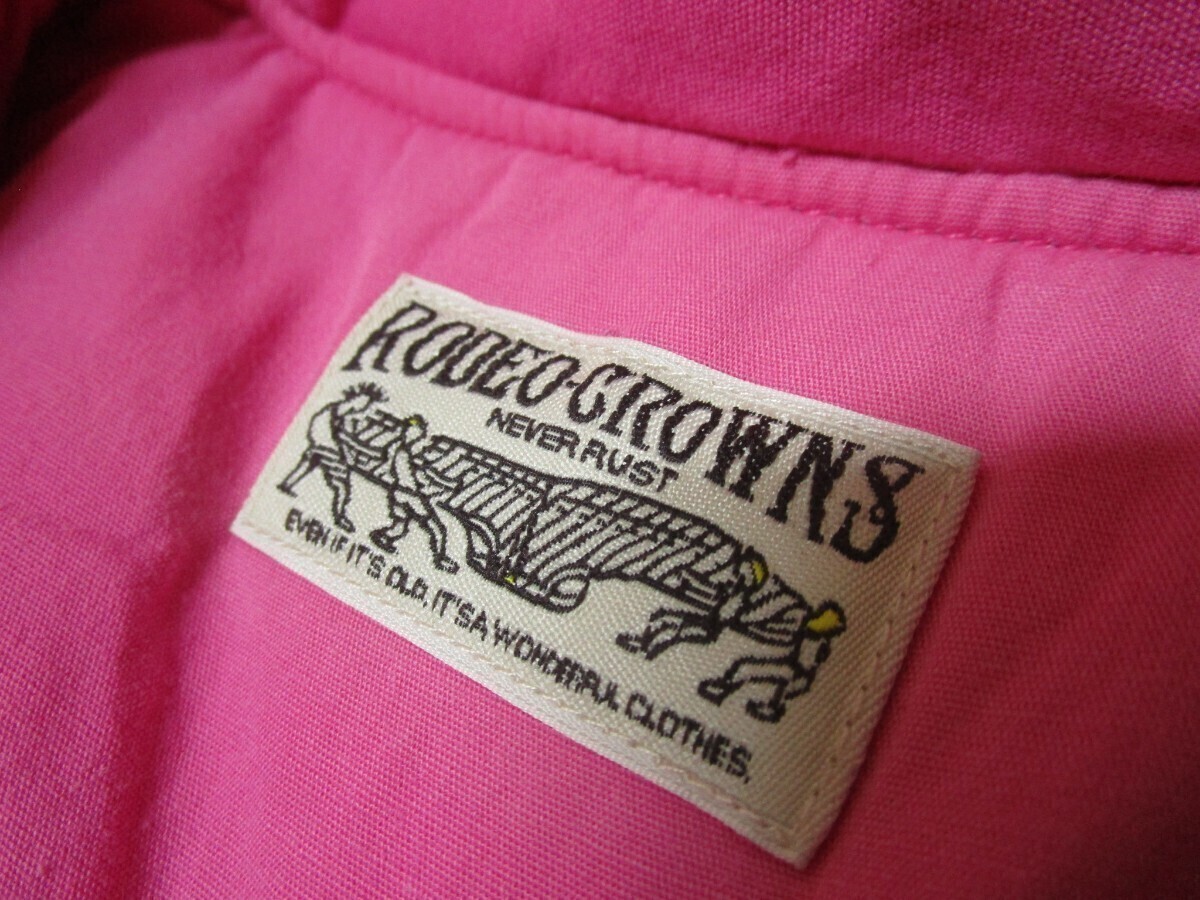 RODEO-CROWNS
NEVER RUST
EVEN IF IT'S OLD, IT'S A WONDERFUL CLOTHES.